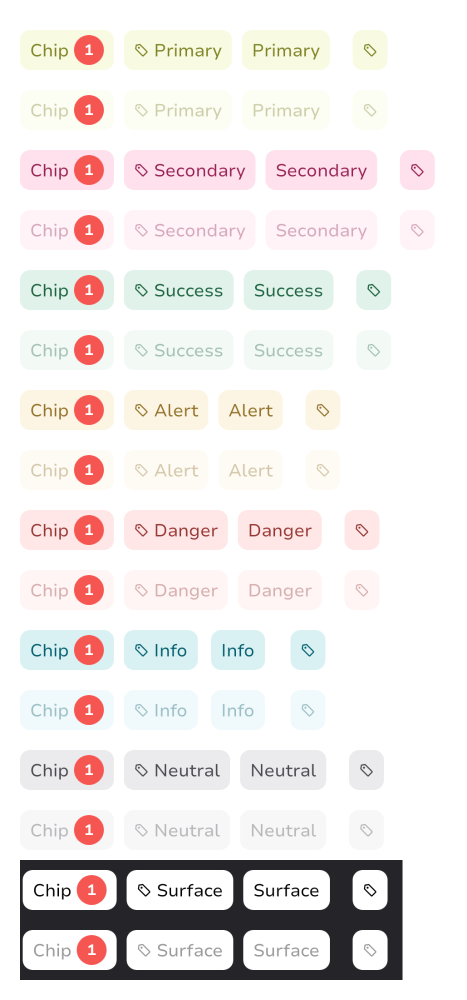 Chip 1 Primary Primary
Chip 1 Primary Primary
Chip 1 Secondary Secondary
Chip 1 Secondary Secondary
Chip 1 Success Success
Chip 1 Success Success
Chip 1 Alert Alert
Chip 1 Alert Alert
Chip 1 Danger Danger
Chip 1 Danger Danger
Chip 1 Info Info
Chip 1 Info Info
Chip 1 Neutral Neutral
Chip 1 Neutral Neutral
Chip 1 Surface Surface
Chip 1 Surface Surface